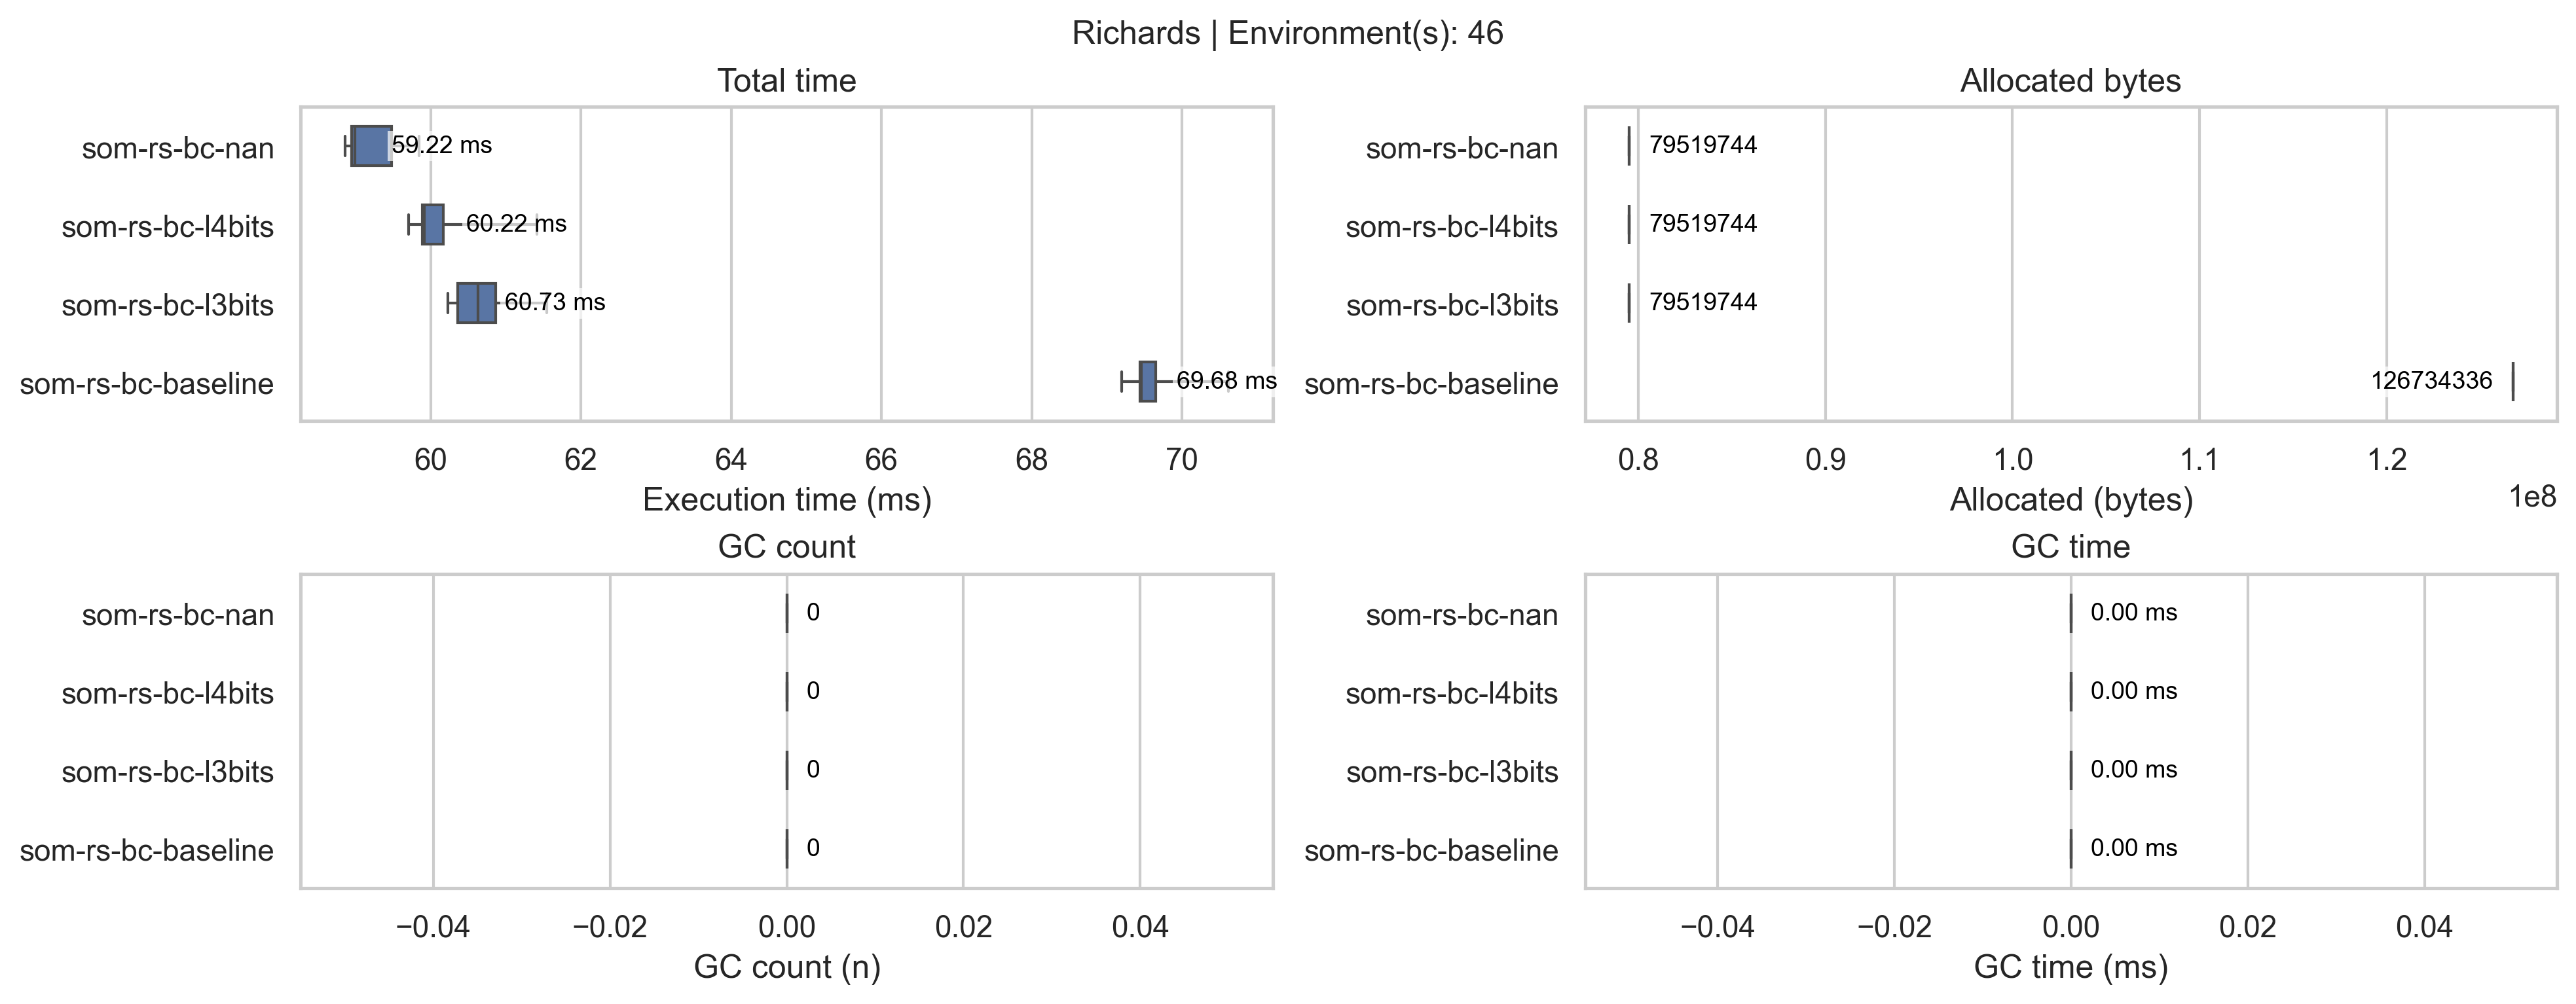 Richards | Environment(s): 46
Total time
som-rs-bc-nan
59.22 ms
som-rs-bc-l4bits
60.22 ms
som-rs-bc-l3bits
60.73 ms
som-rs-bc-baseline
69.68 ms
60 62 64 66 68 70
Execution time (ms)
Allocated bytes
som-rs-bc-nan
79519744
som-rs-bc-l4bits
79519744
som-rs-bc-l3bits
79519744
som-rs-bc-baseline
126734336
0.8 0.9 1.0 1.1 1.2
1e8
Allocated (bytes)
GC count
som-rs-bc-nan
0
som-rs-bc-l4bits
0
som-rs-bc-l3bits
0
som-rs-bc-baseline
0
−0.04 −0.02 0.00 0.02 0.04
GC count (n)
GC time
som-rs-bc-nan
0.00 ms
som-rs-bc-l4bits
0.00 ms
som-rs-bc-l3bits
0.00 ms
som-rs-bc-baseline
0.00 ms
−0.04 −0.02 0.00 0.02 0.04
GC time (ms)